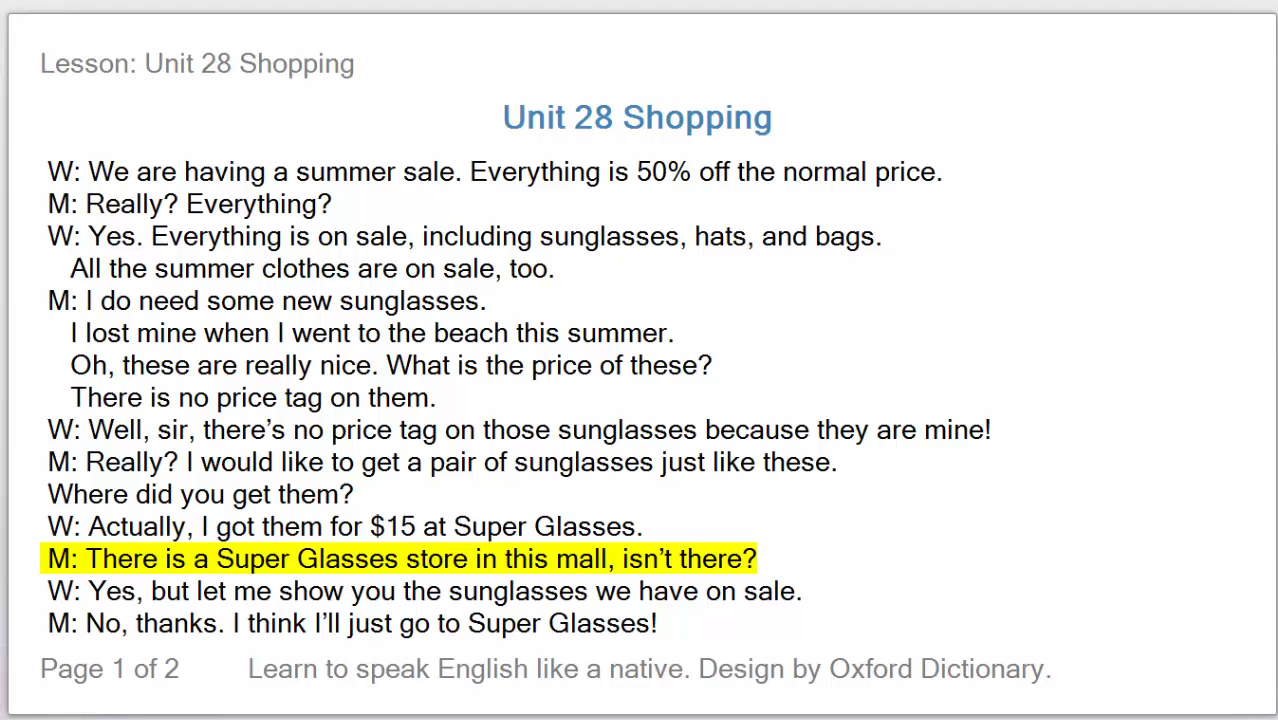 Lesson: Unit 28 Shopping
Unit 28 Shopping
W: We are having a summer sale. Everything is 50% off the normal price.
M: Really? Everything?
W: Yes. Everything is on sale, including sunglasses, hats, and bags.
All the summer clothes are on sale, too.
M: I do need some new sunglasses.
I lost mine when I went to the beach this summer.
Oh, these are really nice. What is the price of these?
There is no price tag on them.
W: Well, sir, there’s no price tag on those sunglasses because they are mine!
M: Really? I would like to get a pair of sunglasses just like these.
Where did you get them?
W: Actually, I got them for $15 at Super Glasses.
M: There is a Super Glasses store in this mall, isn’t there?
W: Yes, but let me show you the sunglasses we have on sale.
M: No, thanks. I think I’ll just go to Super Glasses!
Page 1 of 2 Learn to speak English like a native. Design by Oxford Dictionary.